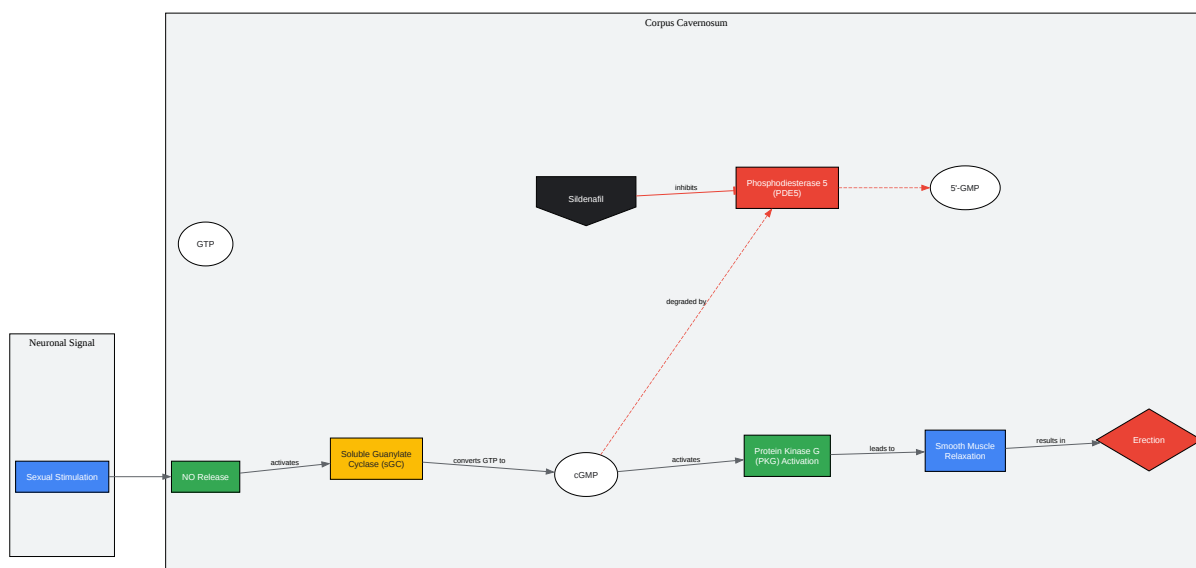 Corpus Cavernosum
Phosphodiesterase 5
(PDE5)
inhibits
5'-GMP
Sildenafil
GTP
degraded by
Neuronal Signal
Smooth Muscle
Relaxation
results in
Erection
Soluble Guanylate
Cyclase (sGC)
Protein Kinase G
(PKG) Activation
leads to
activates
converts GTP to
activates
Sexual Stimulation
NO Release
cGMP